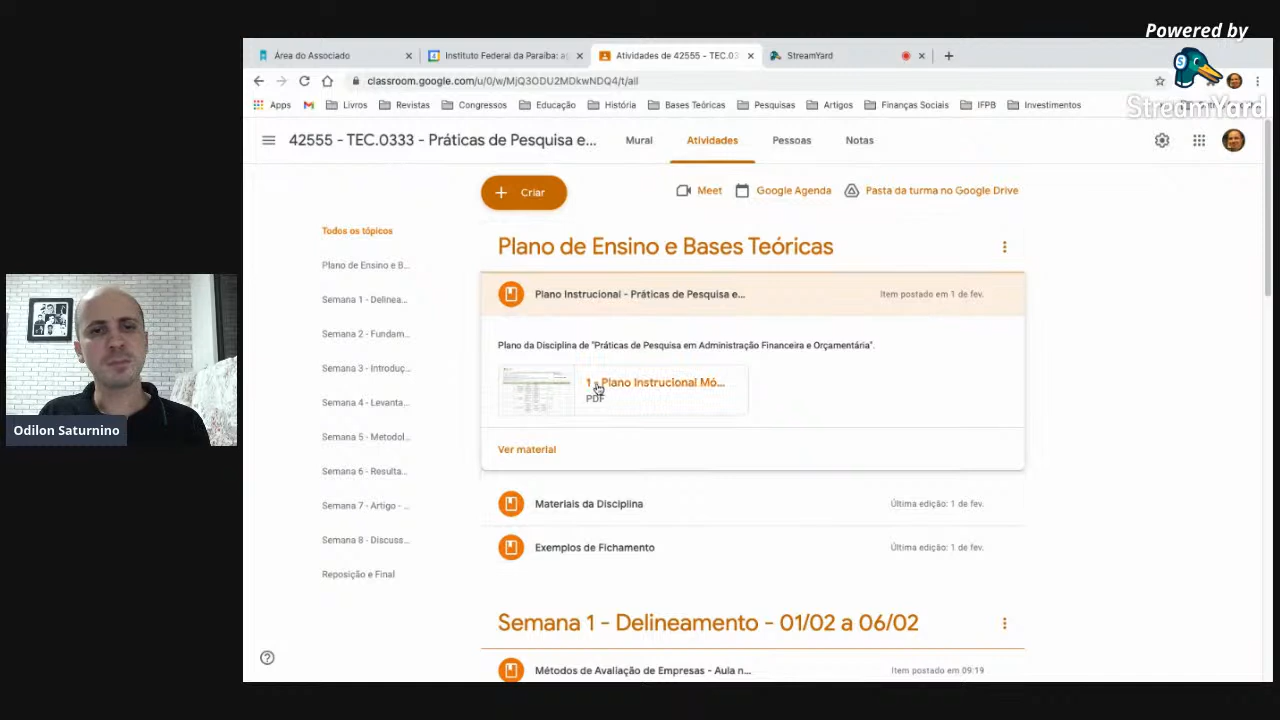 Powered by
StreamYard
Área do Associado
Instituto Federal da Paraíba: a
Atividades de 42555 - TEC.03
StreamYard
classroom.google.com/u/0/w/MjQ3ODU2MDkwNDQ4/t/all
Apps
Livros
Revistas
Congressos
Educação
História
Bases Teóricas
Pesquisas
Artigos
Finanças Sociais
IFPB
Investimentos
42555 - TEC.0333 - Práticas de Pesquisa e...
Mural
Atividades
Pessoas
Notas
Criar
Meet
Google Agenda
Pasta da turma no Google Drive
Todos os tópicos
Plano de Ensino e B...
Semana 1 - Delinea...
Semana 2 - Fundam...
Semana 3 - Introduç...
Semana 4 - Levanta...
Semana 5 - Metodol...
Semana 6 - Resulta...
Semana 7 - Artigo - ...
Semana 8 - Discuss...
Reposição e Final
Plano de Ensino e Bases Teóricas
Plano Instrucional - Práticas de Pesquisa e...
Item postado em 1 de fev.
Plano da Disciplina de "Práticas de Pesquisa em Administração Financeira e Orçamentária".
1 - Plano Instrucional Mó...
PDF
Ver material
Materiais da Disciplina
Última edição: 1 de fev.
Exemplos de Fichamento
Última edição: 1 de fev.
Semana 1 - Delineamento - 01/02 a 06/02
Métodos de Avaliação de Empresas - Aula n...
Item postado em 09:19
Odilon Saturnino